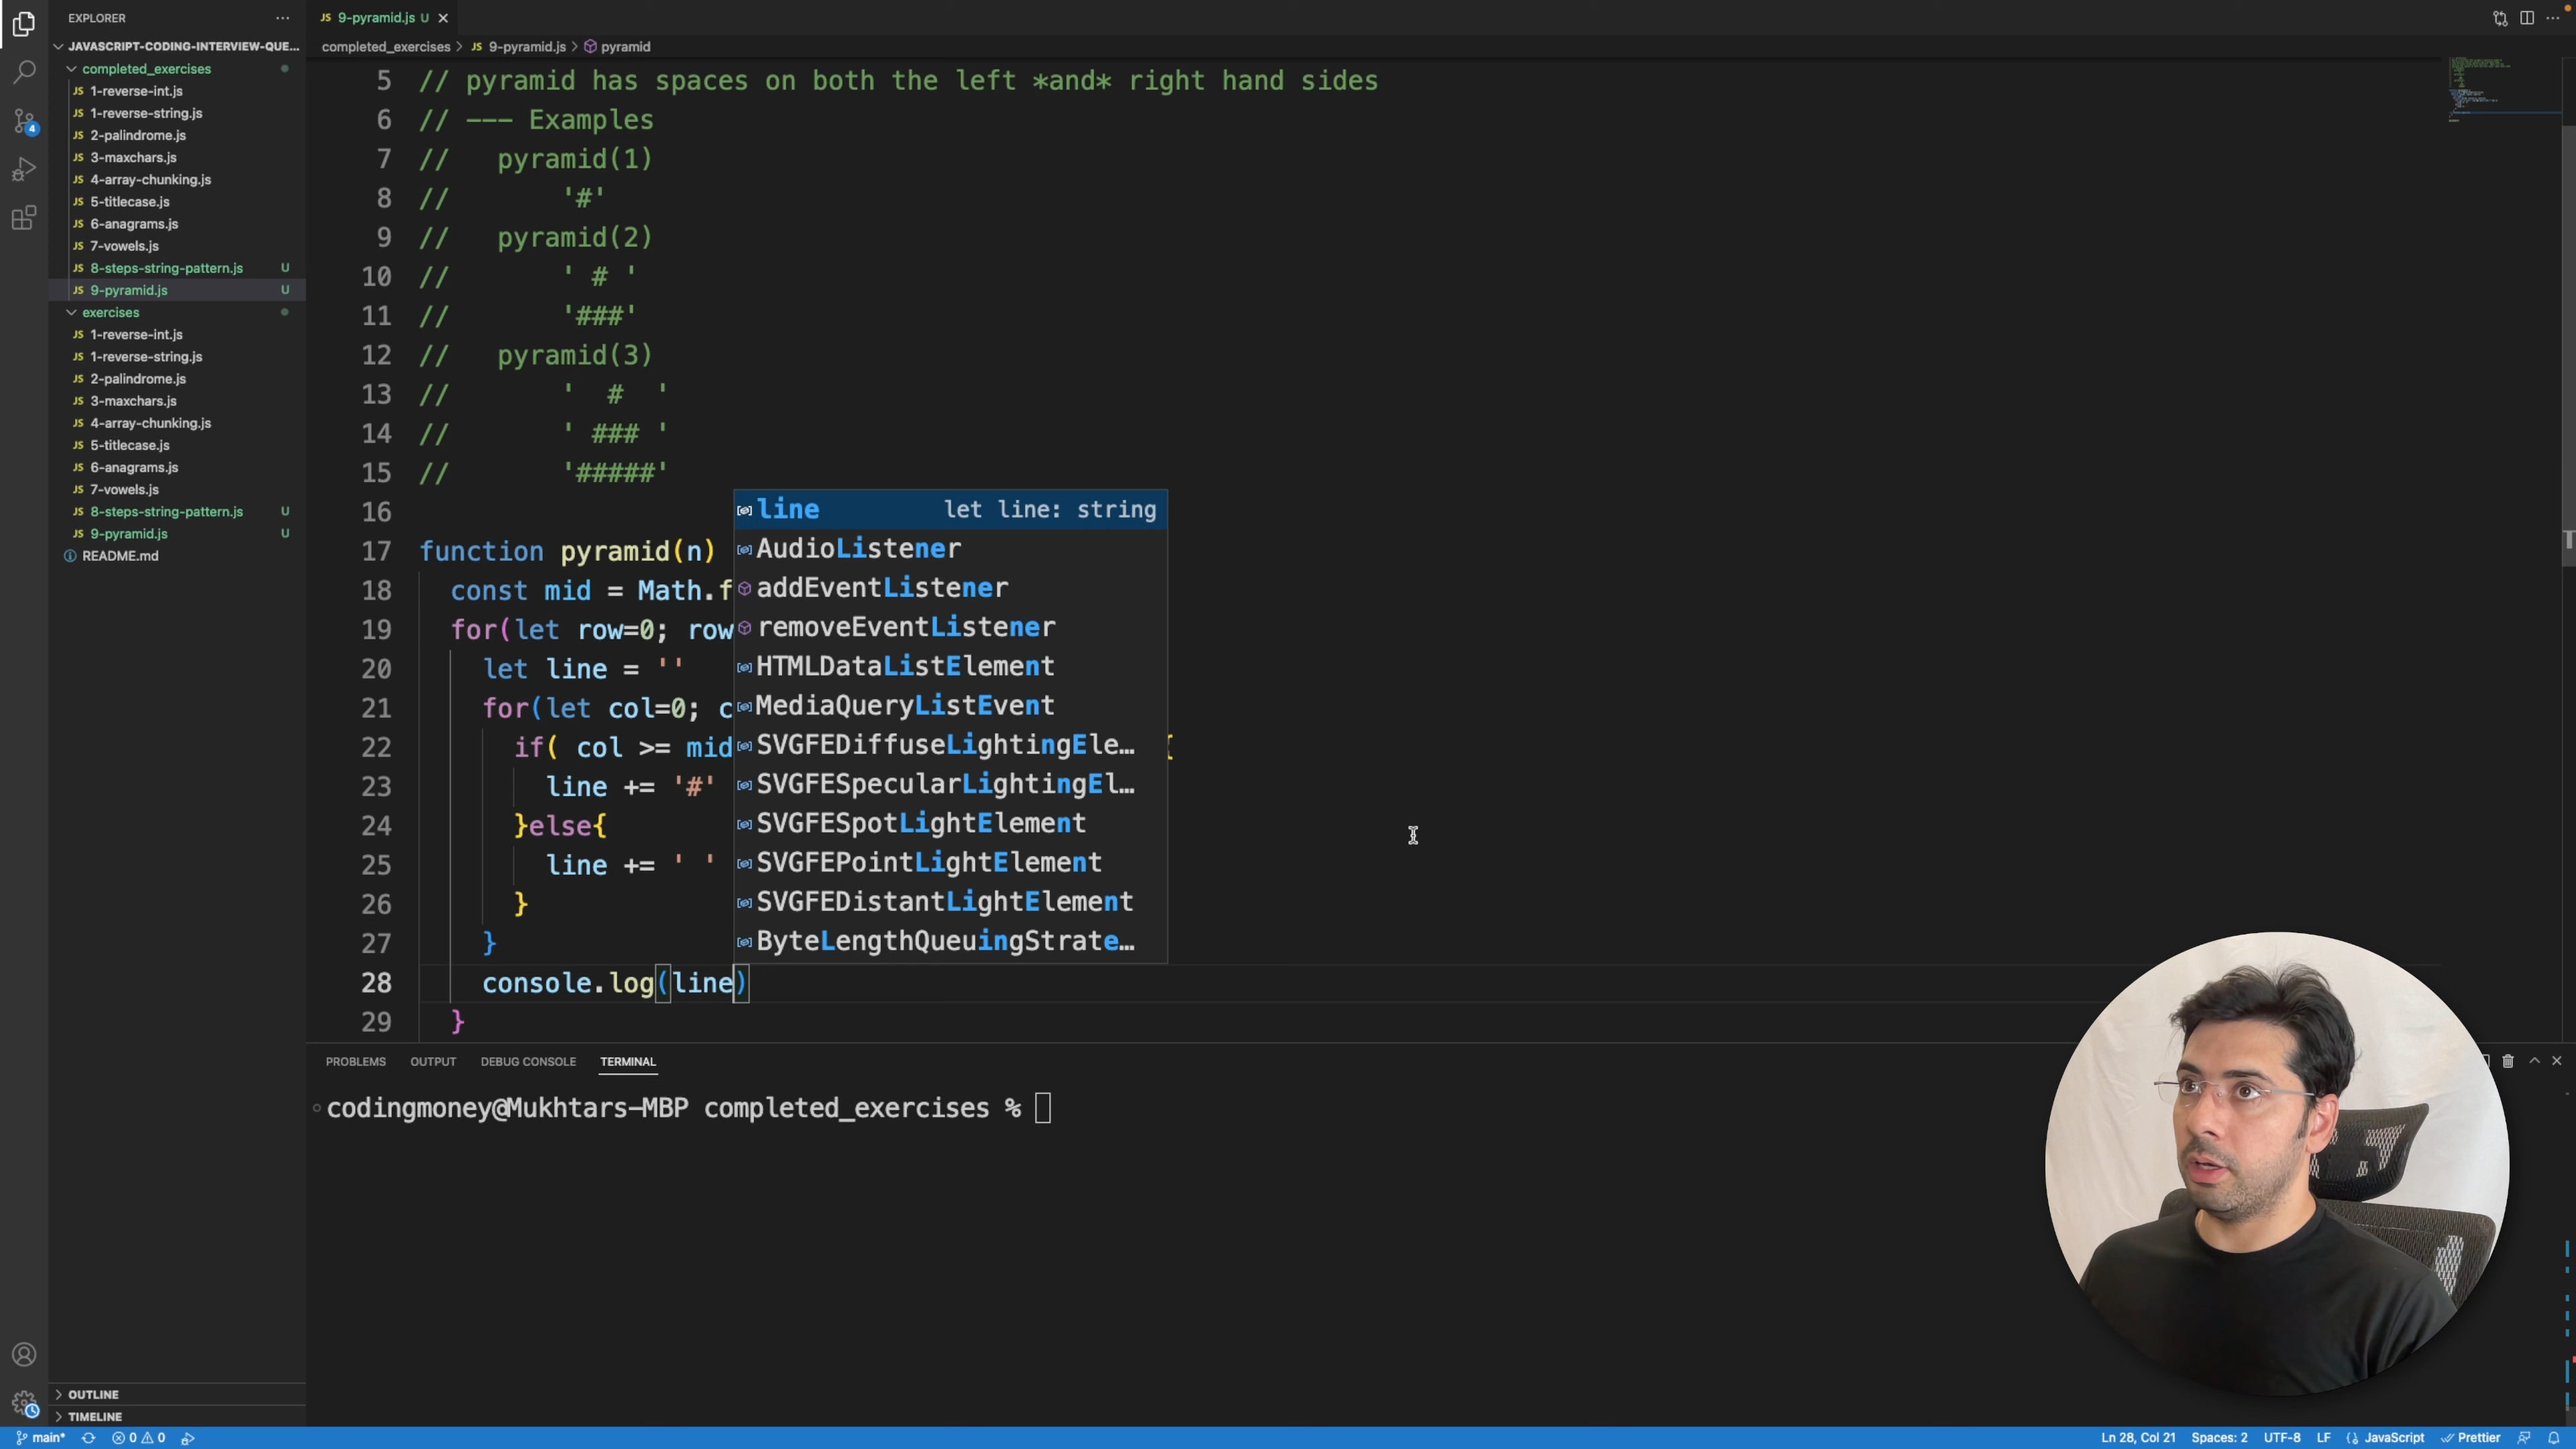 EXPLORER
JAVASCRIPT-CODING-INTERVIEW-QUE...
completed_exercises
JS 1-reverse-int.js
JS 1-reverse-string.js
JS 2-palindrome.js
JS 3-maxchars.js
JS 4-array-chunking.js
JS 5-titlecase.js
JS 6-anagrams.js
JS 7-vowels.js
JS 8-steps-string-pattern.js U
JS 9-pyramid.js U
exercises
JS 1-reverse-int.js
JS 1-reverse-string.js
JS 2-palindrome.js
JS 3-maxchars.js
JS 4-array-chunking.js
JS 5-titlecase.js
JS 6-anagrams.js
JS 7-vowels.js
JS 8-steps-string-pattern.js U
JS 9-pyramid.js U
README.md
OUTLINE
TIMELINE
4
JS 9-pyramid.js U
completed_exercises > JS 9-pyramid.js > pyramid
5 // pyramid has spaces on both the left *and* right hand sides
6 // --- Examples
7 //   pyramid(1)
8 //       '#'
9 //   pyramid(2)
10 //       ' # '
11 //       '###'
12 //   pyramid(3)
13 //       '  #  '
14 //       ' ### '
15 //       '#####'
16
17 function pyramid(n)
18   const mid = Math.f
19   for(let row=0; row
20     let line = ''
21     for(let col=0; c
22       if( col >= mid {
23         line += '#'
24       }else{
25         line += ' '
26       }
27     }
28     console.log(line)
29   }
line let line: string
AudioListener
addEventListener
removeEventListener
HTMLDataListElement
MediaQueryListEvent
SVGFEDiffuseLightingEle...
SVGFESpecularLightingEl...
SVGFESpotLightElement
SVGFEPointLightElement
SVGFEDistantLightElement
ByteLengthQueuingStrate...
PROBLEMS OUTPUT DEBUG CONSOLE TERMINAL
codingmoney@Mukhtars-MBP completed_exercises %
main* 0 0 Ln 28, Col 21 Spaces: 2 UTF-8 LF JavaScript Prettier